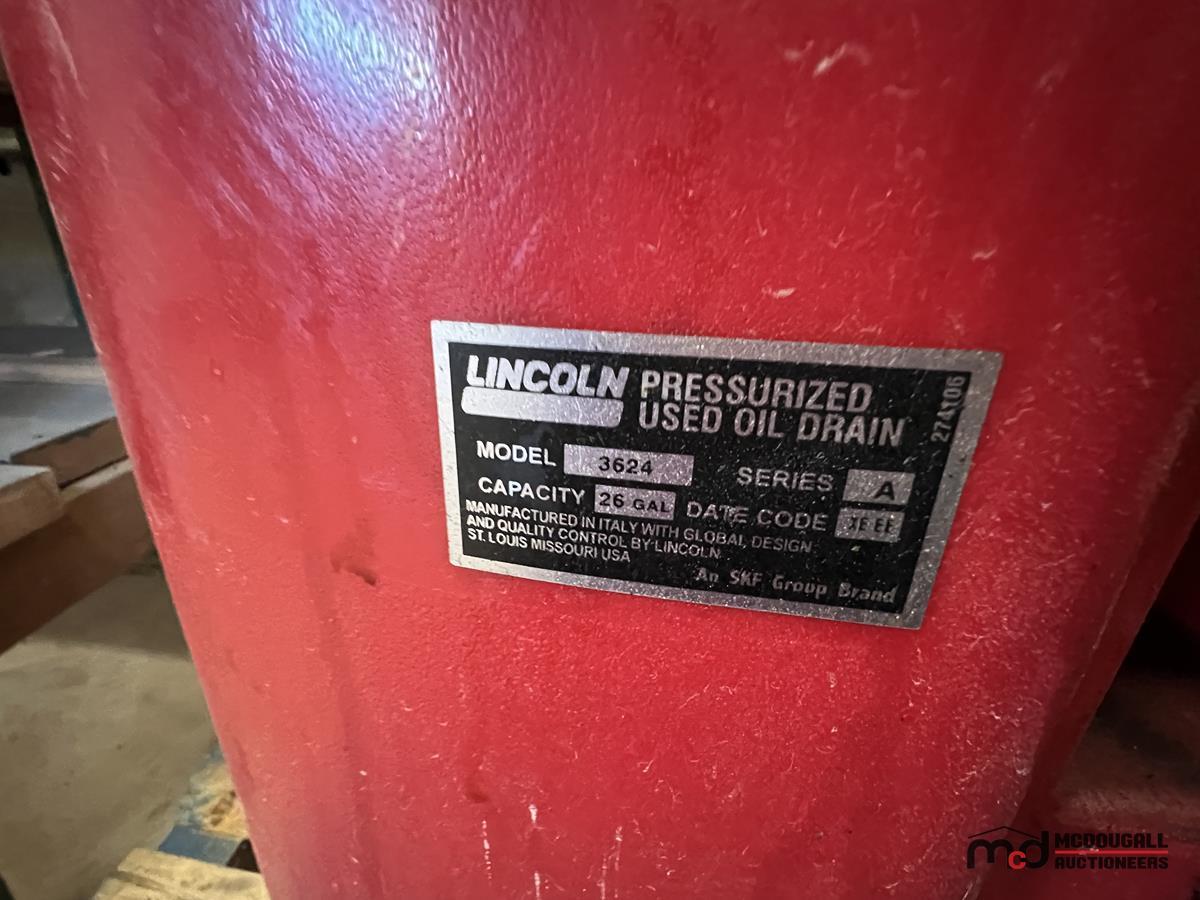 LINCOLN PRESSURIZED
USED OIL DRAIN
274106
MODEL 3624 SERIES A
CAPACITY 26 GAL DATE CODE
MANUFACTURED IN ITALY WITH GLOBAL DESIGN
AND QUALITY CONTROL BY LINCOLN
ST. LOUIS MISSOURI USA
An SKF Group Brand
mcd MCDOUGALL
AUCTIONEERS